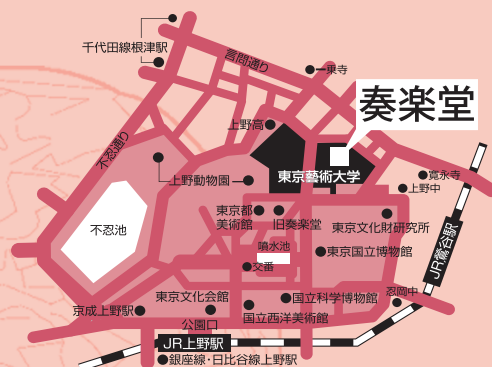 千代田線根津駅
言問通り
一乗寺
奏楽堂
上野高
不忍通り
東京藝術大学
寛永寺
上野中
上野動物園
東京都
美術館
旧奏楽堂
東京文化財研究所
不忍池
噴水池
東京国立博物館
交番
JR鶯谷駅
忍岡中
東京文化会館
国立科学博物館
京成上野駅
公園口
国立西洋美術館
JR上野駅
銀座線・日比谷線上野駅